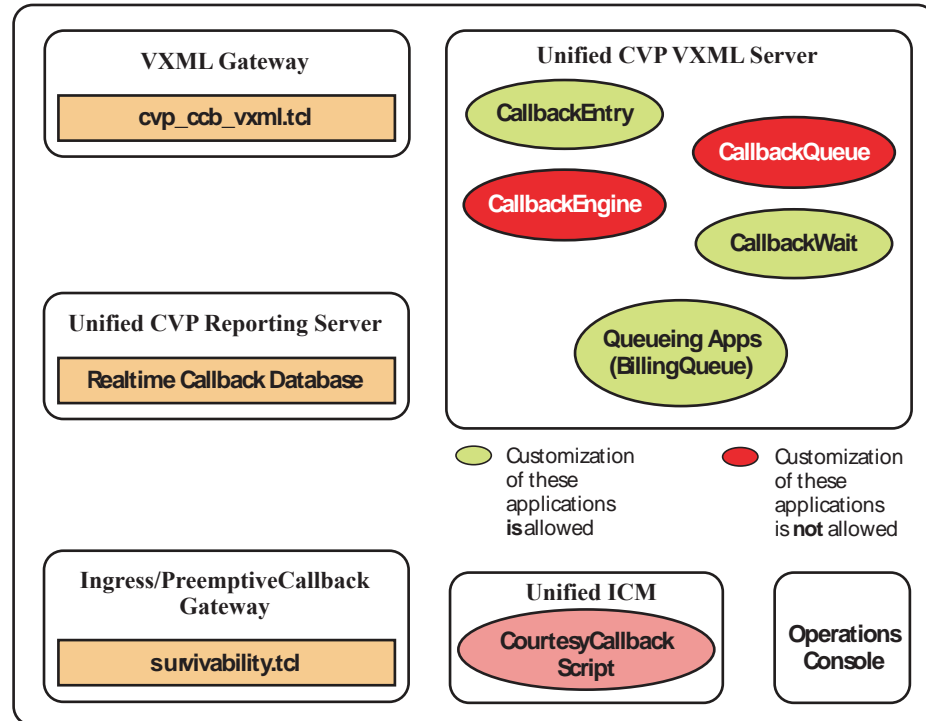 VXML Gateway
cvp_ccb_vxml.tcl
Unified CVP VXML Server
CallbackEntry
CallbackQueue
CallbackEngine
CallbackWait
Queueing Apps
(BillingQueue)
Unified CVP Reporting Server
Realtime Callback Database
Customization
of these
applications
is allowed
Customization
of these
applications
is not allowed
Ingress/PreemptiveCallback
Gateway
survivability.tcl
Unified ICM
CourtesyCallback
Script
Operations
Console